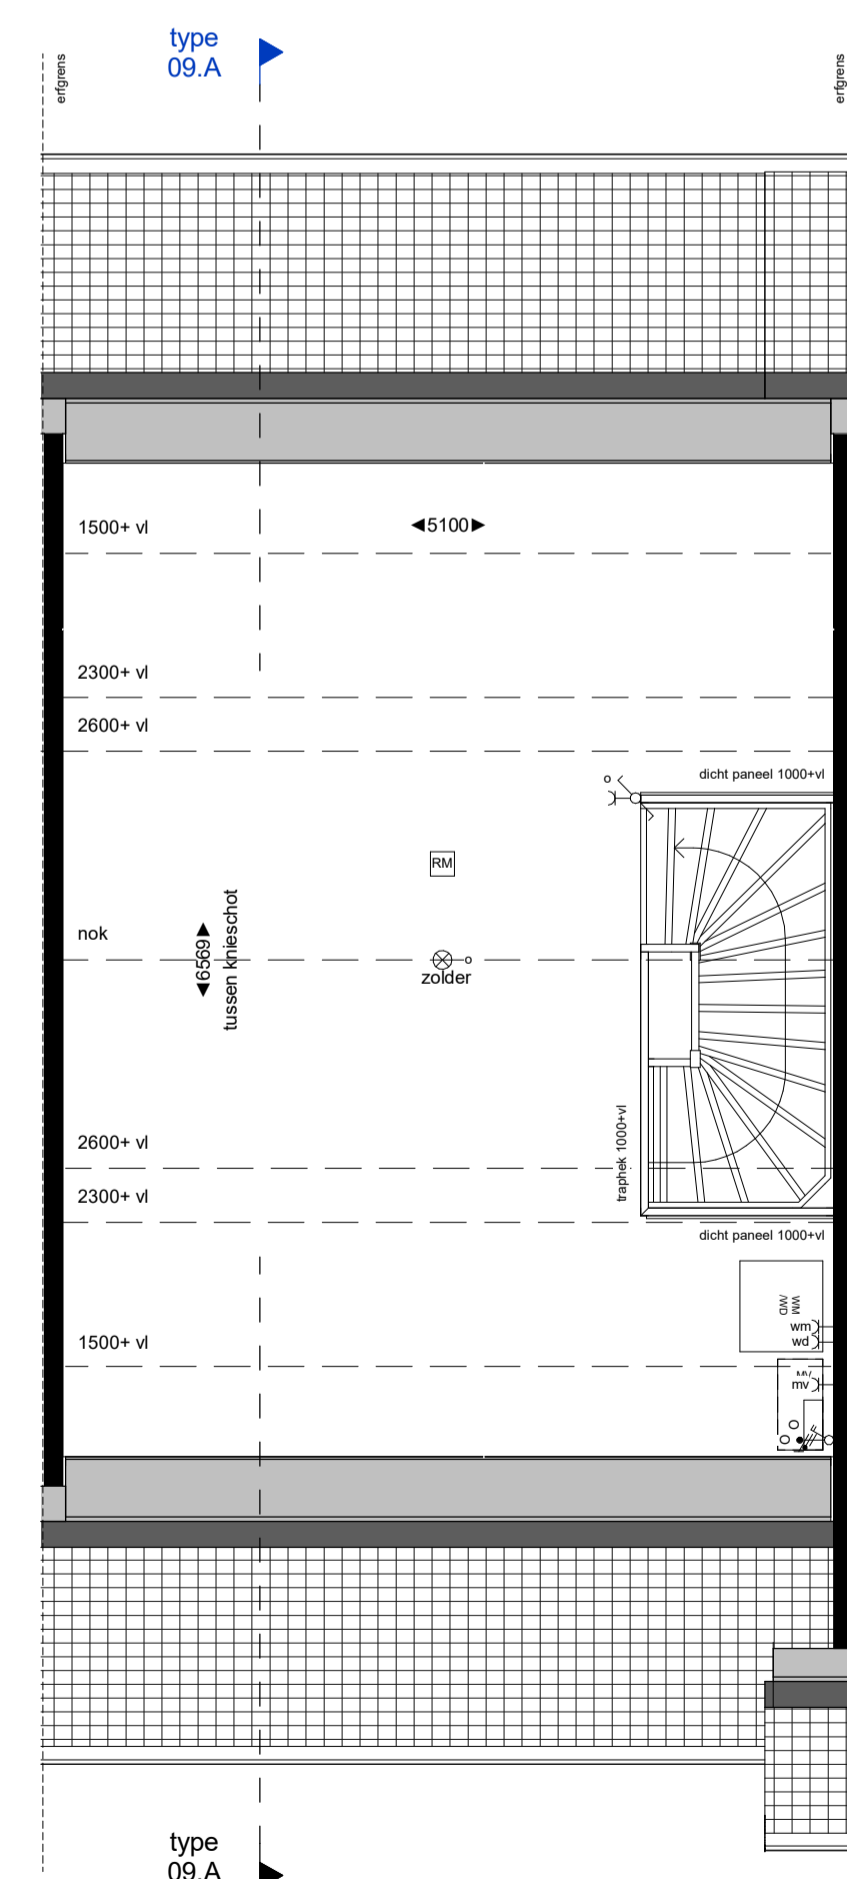 type
09.A
erfgrens
erfgrens
1500+ vl
5100
2300+ vl
2600+ vl
dicht paneel 1000+vl
RM
nok
6569
tussen knieschot
zolder
2600+ vl
traphek 1000+vl
2300+ vl
dicht paneel 1000+vl
WM
/WD
wm
wd
1500+ vl
MV
mv
type
09.A